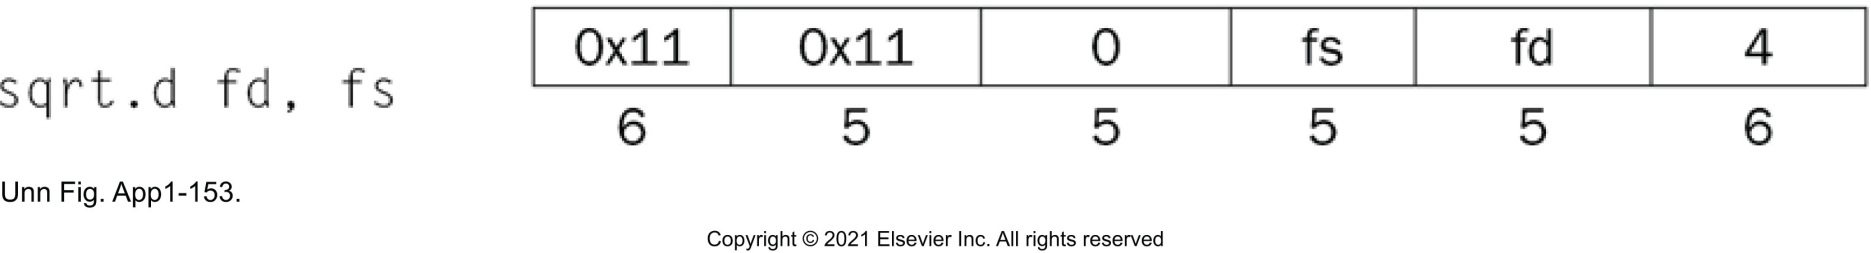 0x11 0x11 0 fs fd 4
sqrt.d fd, fs
6 5 5 5 5 6
Unn Fig. App1-153.
Copyright © 2021 Elsevier Inc. All rights reserved